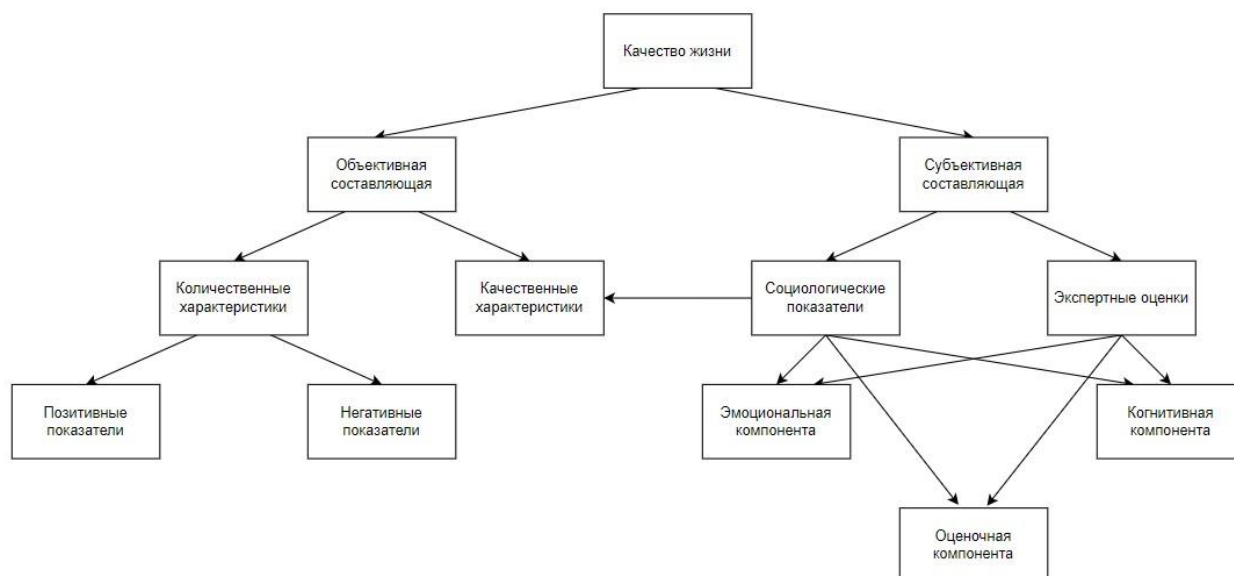 Качество жизни
Объективная
составляющая
Субъективная
составляющая
Количественные
характеристики
Качественные
характеристики
Социологические
показатели
Экспертные оценки
Позитивные
показатели
Негативные
показатели
Эмоциональная
компонента
Когнитивная
компонента
Оценочная
компонента